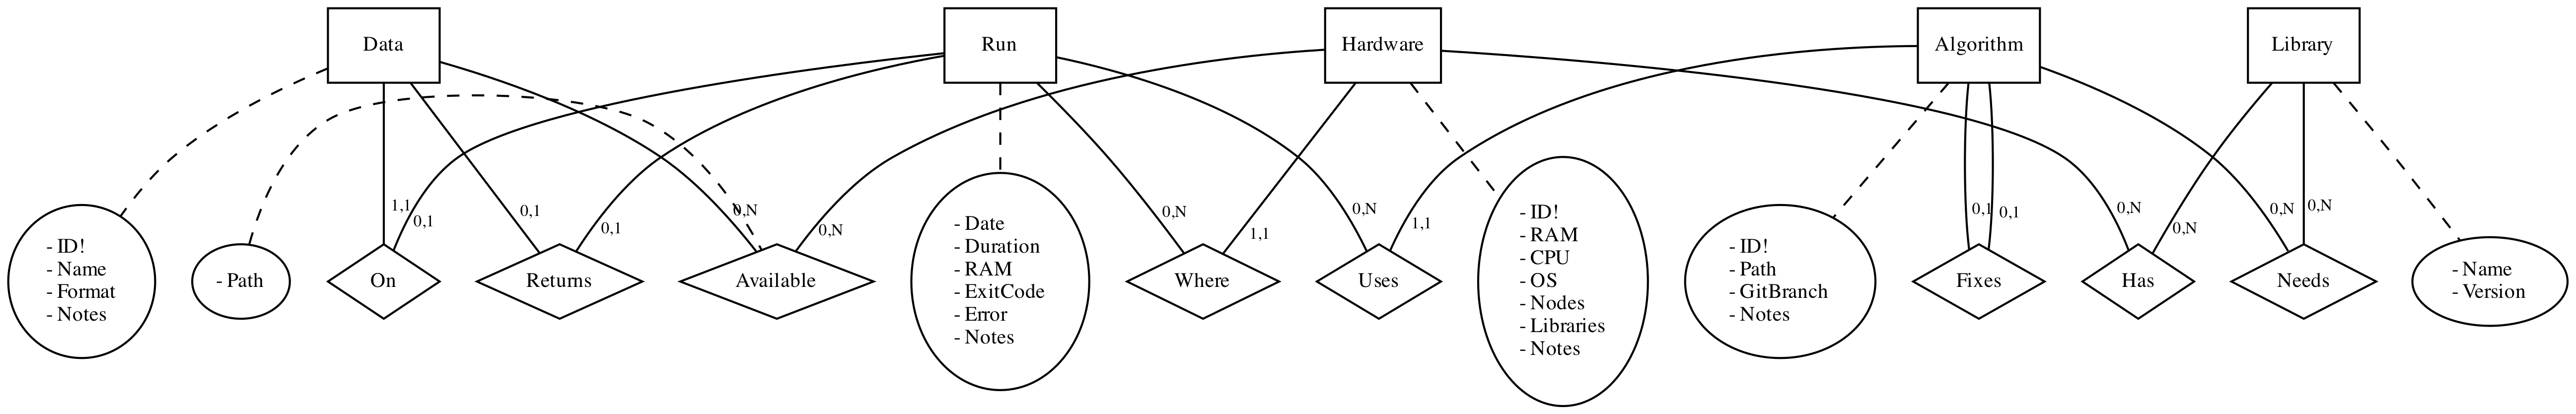 Data
Run
Hardware
Algorithm
Library
1,1
0,1
0,1
0,1
0,N
0,N
0,N
1,1
0,N
1,1
0,1
0,1
0,N
0,N
0,N
0,N
- ID!
- Name
- Format
- Notes
- Path
On
Returns
Available
- Date
- Duration
- RAM
- ExitCode
- Error
- Notes
Where
Uses
- ID!
- RAM
- CPU
- OS
- Nodes
- Libraries
- Notes
- ID!
- Path
- GitBranch
- Notes
Fixes
Has
Needs
- Name
- Version